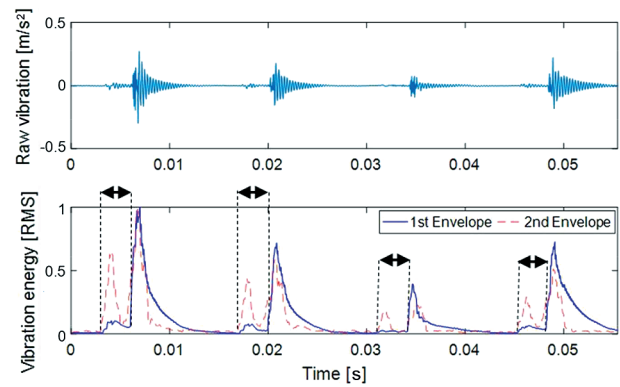 Raw vibration [m/s²]
0.5
0
-0.5
0 0.01 0.02 0.03 0.04 0.05
Vibration energy [RMS]
1
0.5
0
1st Envelope 2nd Envelope
0 0.01 0.02 0.03 0.04 0.05
Time [s]